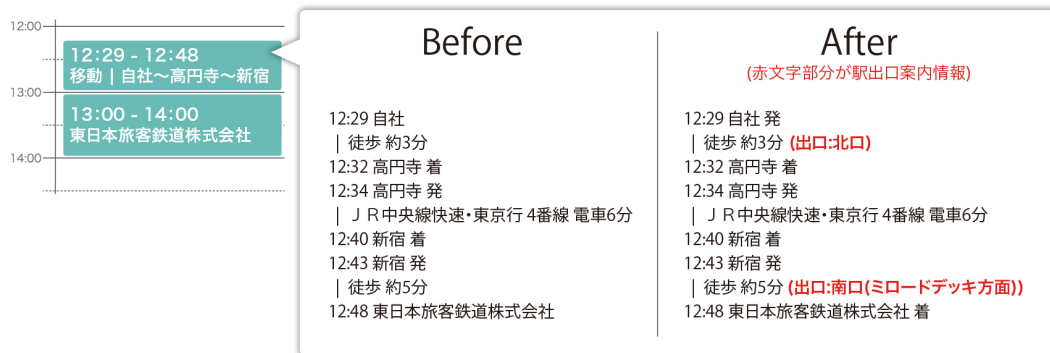 12:00
12:29 - 12:48
移動 | 自社～高円寺～新宿
13:00
13:00 - 14:00
東日本旅客鉄道株式会社
14:00
Before
12:29 自社
| 徒歩 約3分
12:32 高円寺 着
12:34 高円寺 発
| ＪＲ中央線快速・東京行 4番線 電車6分
12:40 新宿 着
12:43 新宿 発
| 徒歩 約5分
12:48 東日本旅客鉄道株式会社
After
(赤文字部分が駅出口案内情報)
12:29 自社 発
| 徒歩 約3分 (出口:北口)
12:32 高円寺 着
12:34 高円寺 発
| ＪＲ中央線快速・東京行 4番線 電車6分
12:40 新宿 着
12:43 新宿 発
| 徒歩 約5分 (出口:南口(ミロードデッキ方面))
12:48 東日本旅客鉄道株式会社 着